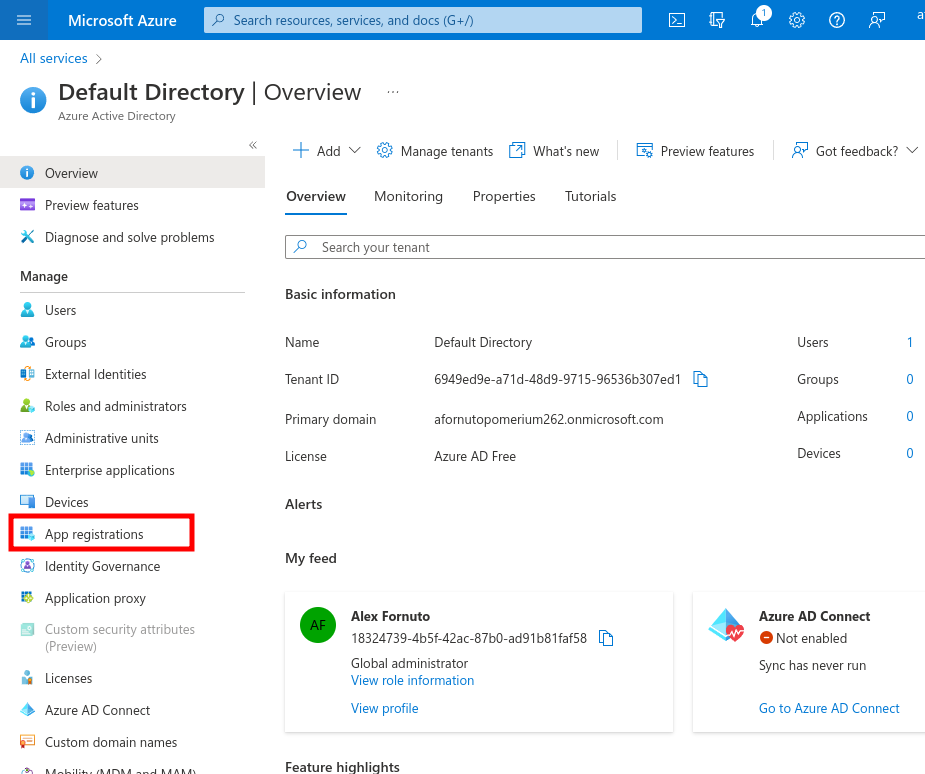 Microsoft Azure
Search resources, services, and docs (G+/)
1
All services
Default Directory | Overview
...
Azure Active Directory
Overview
Preview features
Diagnose and solve problems
Manage
Users
Groups
External Identities
Roles and administrators
Administrative units
Enterprise applications
Devices
App registrations
Identity Governance
Application proxy
Custom security attributes
(Preview)
Licenses
Azure AD Connect
Custom domain names
Mobility (MDM and MAM)
Add
Manage tenants
What's new
Preview features
Got feedback?
Overview
Monitoring
Properties
Tutorials
Search your tenant
Basic information
Name Default Directory
Tenant ID 6949ed9e-a71d-48d9-9715-96536b307ed1
Primary domain afornutopomerium262.onmicrosoft.com
License Azure AD Free
Users 1
Groups 0
Applications 0
Devices 0
Alerts
My feed
AF
Alex Fornuto
18324739-4b5f-42ac-87b0-ad91b81faf58
Global administrator
View role information
View profile
Azure AD Connect
Not enabled
Sync has never run
Go to Azure AD Connect
Feature highlights